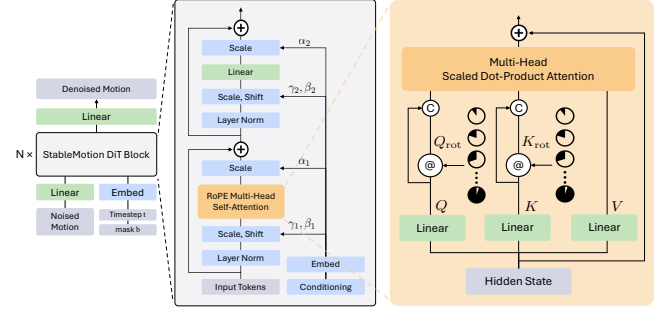 Denoised Motion
Linear
N ×
StableMotion DiT Block
Linear
Embed
Noised
Motion
Timestep t
mask b
+
Scale
α₂
Linear
Scale, Shift
γ₂, β₂
Layer Norm
+
Scale
α₁
RoPE Multi-Head
Self-Attention
Scale, Shift
γ₁, β₁
Layer Norm
Embed
Input Tokens
Conditioning
+
Multi-Head
Scaled Dot-Product Attention
C
C
Q_rot
K_rot
@
@
Q
K
V
Linear
Linear
Linear
Hidden State